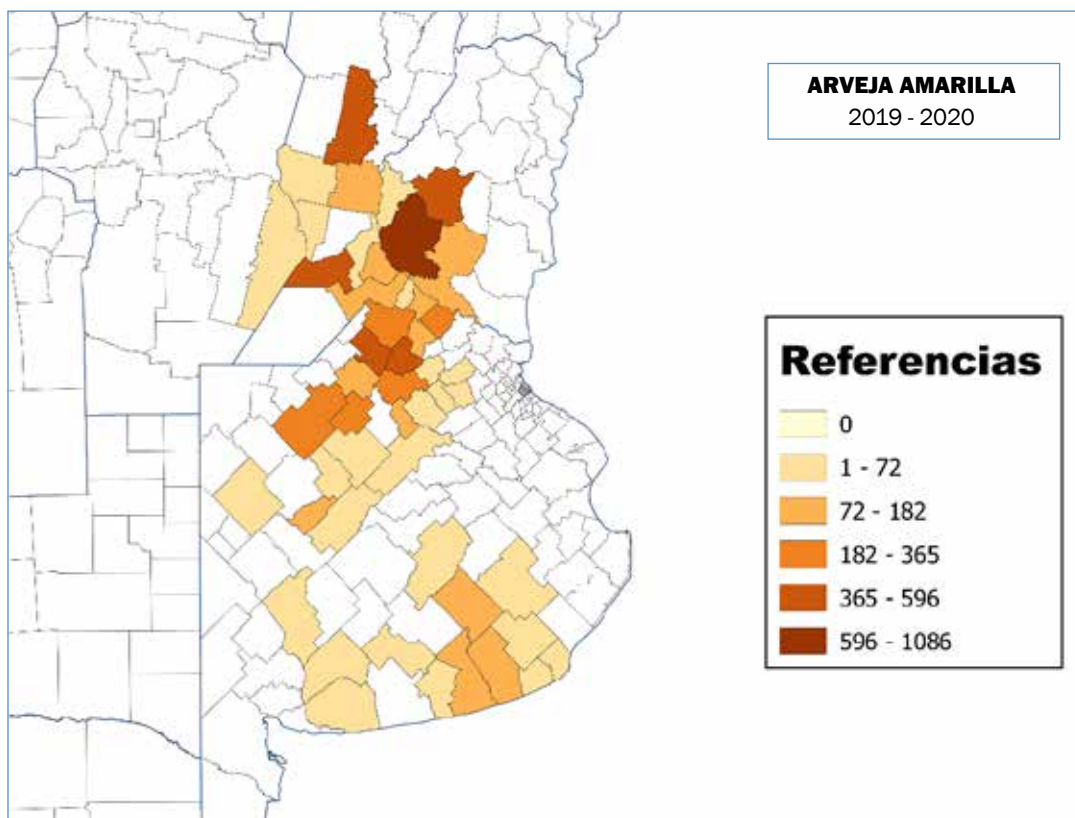 ARVEJA AMARILLA
2019 - 2020
Referencias
0
1 - 72
72 - 182
182 - 365
365 - 596
596 - 1086